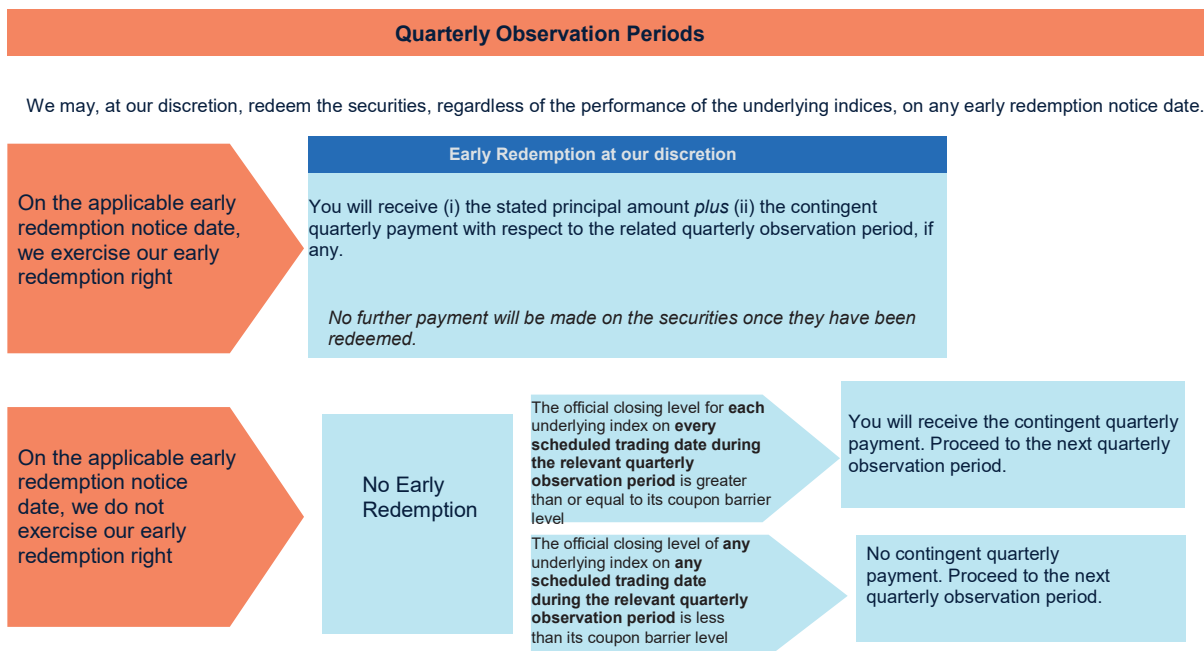 Quarterly Observation Periods
We may, at our discretion, redeem the securities, regardless of the performance of the underlying indices, on any early redemption notice date.
On the applicable early
redemption notice date,
we exercise our early
redemption right
Early Redemption at our discretion
You will receive (i) the stated principal amount plus (ii) the contingent
quarterly payment with respect to the related quarterly observation period, if
any.
No further payment will be made on the securities once they have been
redeemed.
On the applicable early
redemption notice
date, we do not
exercise our early
redemption right
No Early
Redemption
The official closing level for each
underlying index on every
scheduled trading date during
the relevant quarterly
observation period is greater
than or equal to its coupon barrier
level
You will receive the contingent quarterly
payment. Proceed to the next quarterly
observation period.
The official closing level of any
underlying index on any
scheduled trading date
during the relevant quarterly
observation period is less
than its coupon barrier level
No contingent quarterly
payment. Proceed to the next
quarterly observation period.